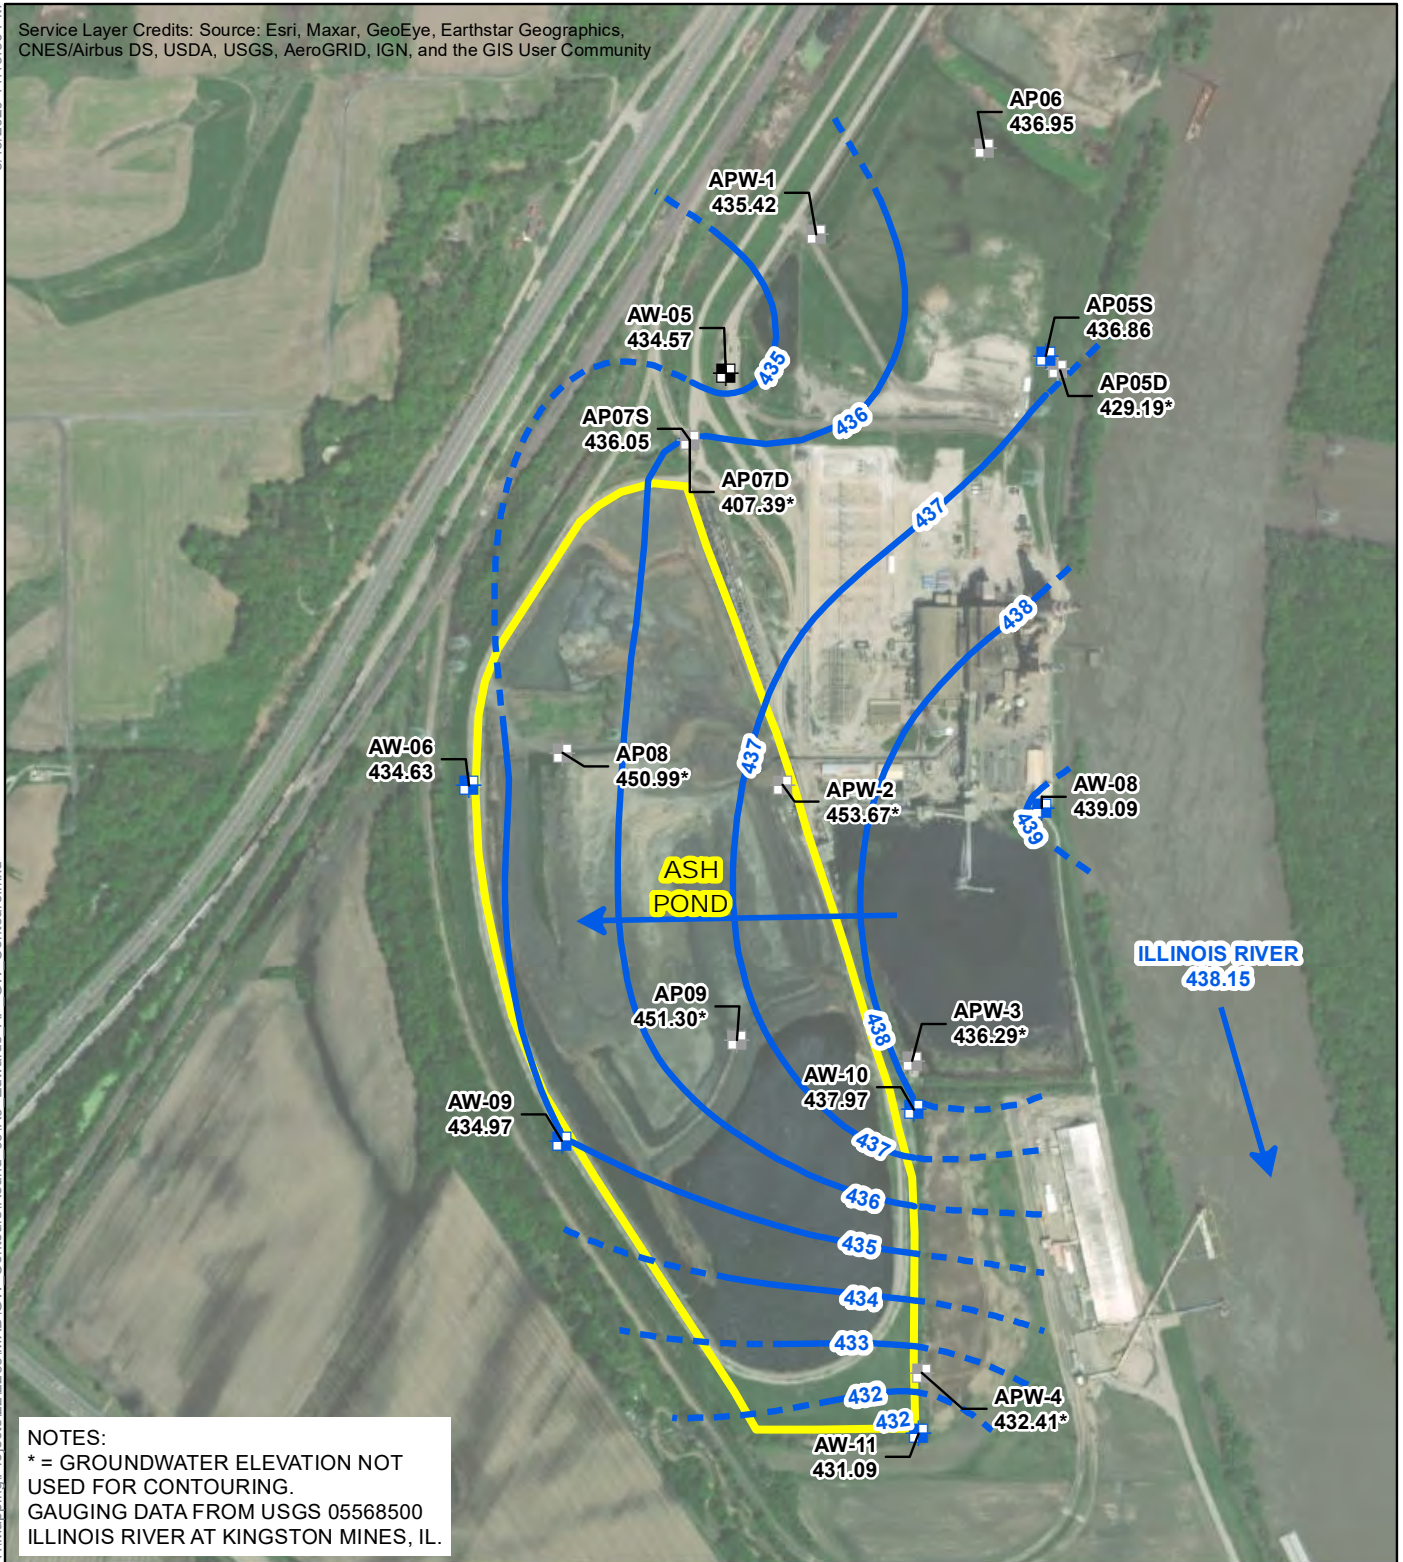 Service Layer Credits: Source: Esri, Maxar, GeoEye, Earthstar Geographics,
CNES/Airbus DS, USDA, USGS, AeroGRID, IGN, and the GIS User Community
AP06
436.95
APW-1
435.42
AW-05
434.57
435
AP05S
436.86
AP05D
429.19*
AP07S
436.05
436
AP07D
407.39*
437
438
AW-06
434.63
AP08
450.99*
437
APW-2
453.67*
AW-08
439.09
439
ASH
POND
ILLINOIS RIVER
438.15
AP09
451.30*
APW-3
436.29*
438
AW-10
437.97
AW-09
434.97
437
436
435
434
433
432
APW-4
432.41*
432
AW-11
431.09
NOTES:
* = GROUNDWATER ELEVATION NOT
USED FOR CONTOURING.
GAUGING DATA FROM USGS 05568500
ILLINOIS RIVER AT KINGSTON MINES, IL.